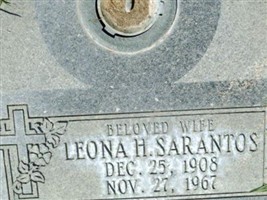 BELOVED WIFE
LEONA H. SARANTOS
DEC. 25, 1908
NOV. 27, 1967